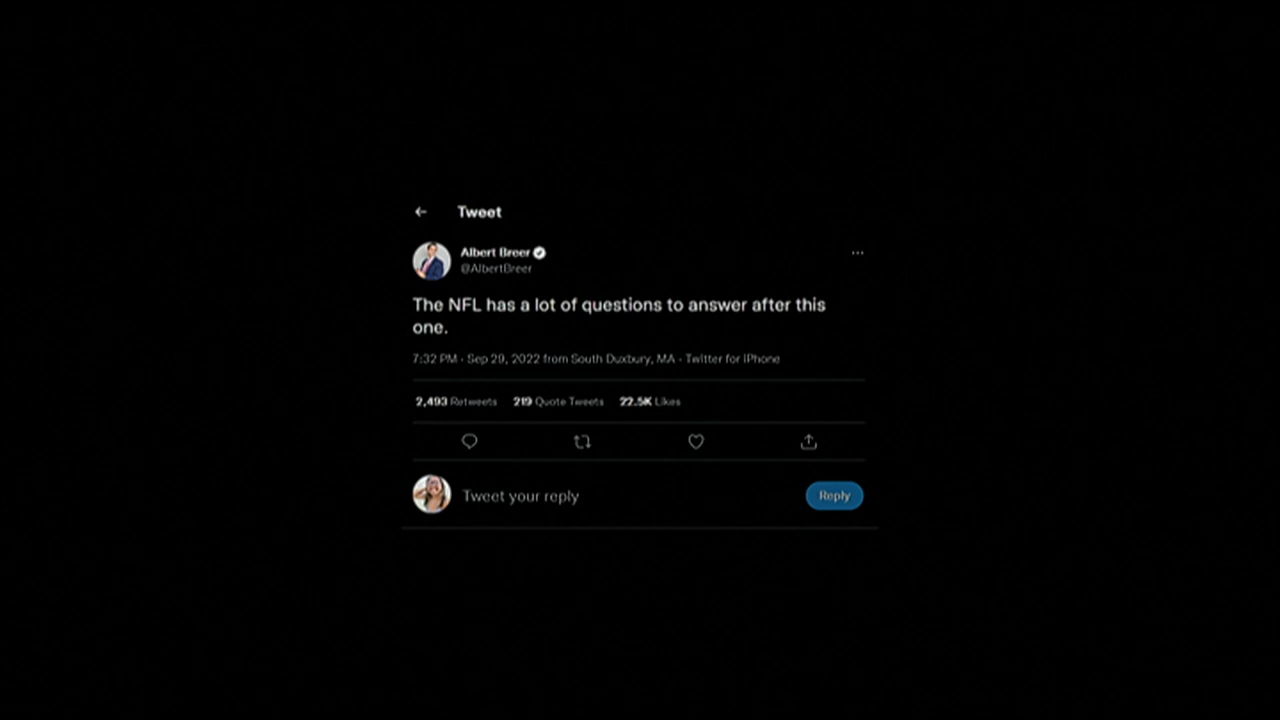 Tweet
Albert Breer
@AlbertBreer
The NFL has a lot of questions to answer after this
one.
7:32 PM · Sep 29, 2022 from South Duxbury, MA · Twitter for iPhone
2,493 Retweets 219 Quote Tweets 22.5K Likes
Tweet your reply
Reply